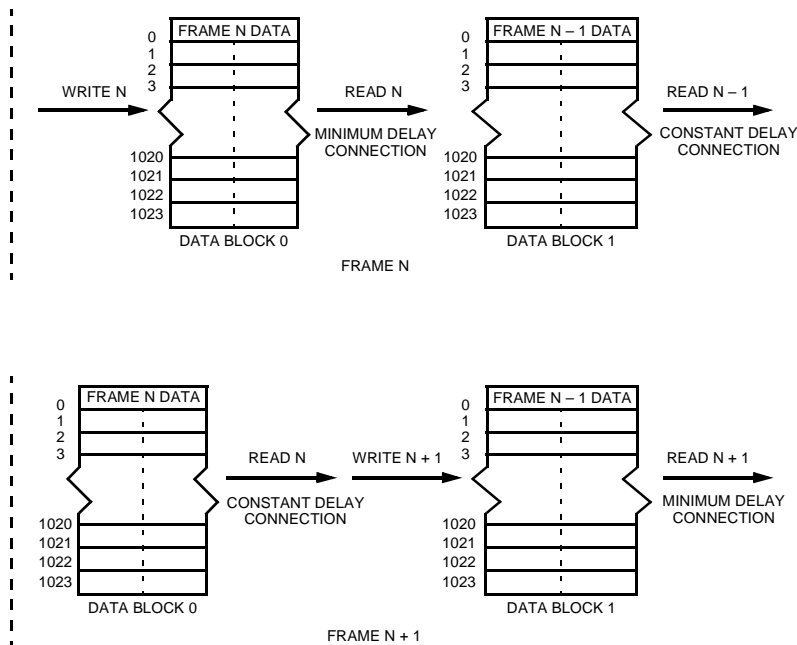 FRAME N DATA
FRAME N – 1 DATA
0
1
2
3
0
1
2
3
WRITE N
READ N
READ N – 1
MINIMUM DELAY
CONNECTION
CONSTANT DELAY
CONNECTION
1020
1021
1022
1023
1020
1021
1022
1023
DATA BLOCK 0
DATA BLOCK 1
FRAME N
FRAME N DATA
FRAME N – 1 DATA
0
1
2
3
0
1
2
3
READ N
WRITE N + 1
READ N + 1
CONSTANT DELAY
CONNECTION
MINIMUM DELAY
CONNECTION
1020
1021
1022
1023
1020
1021
1022
1023
DATA BLOCK 0
DATA BLOCK 1
FRAME N + 1